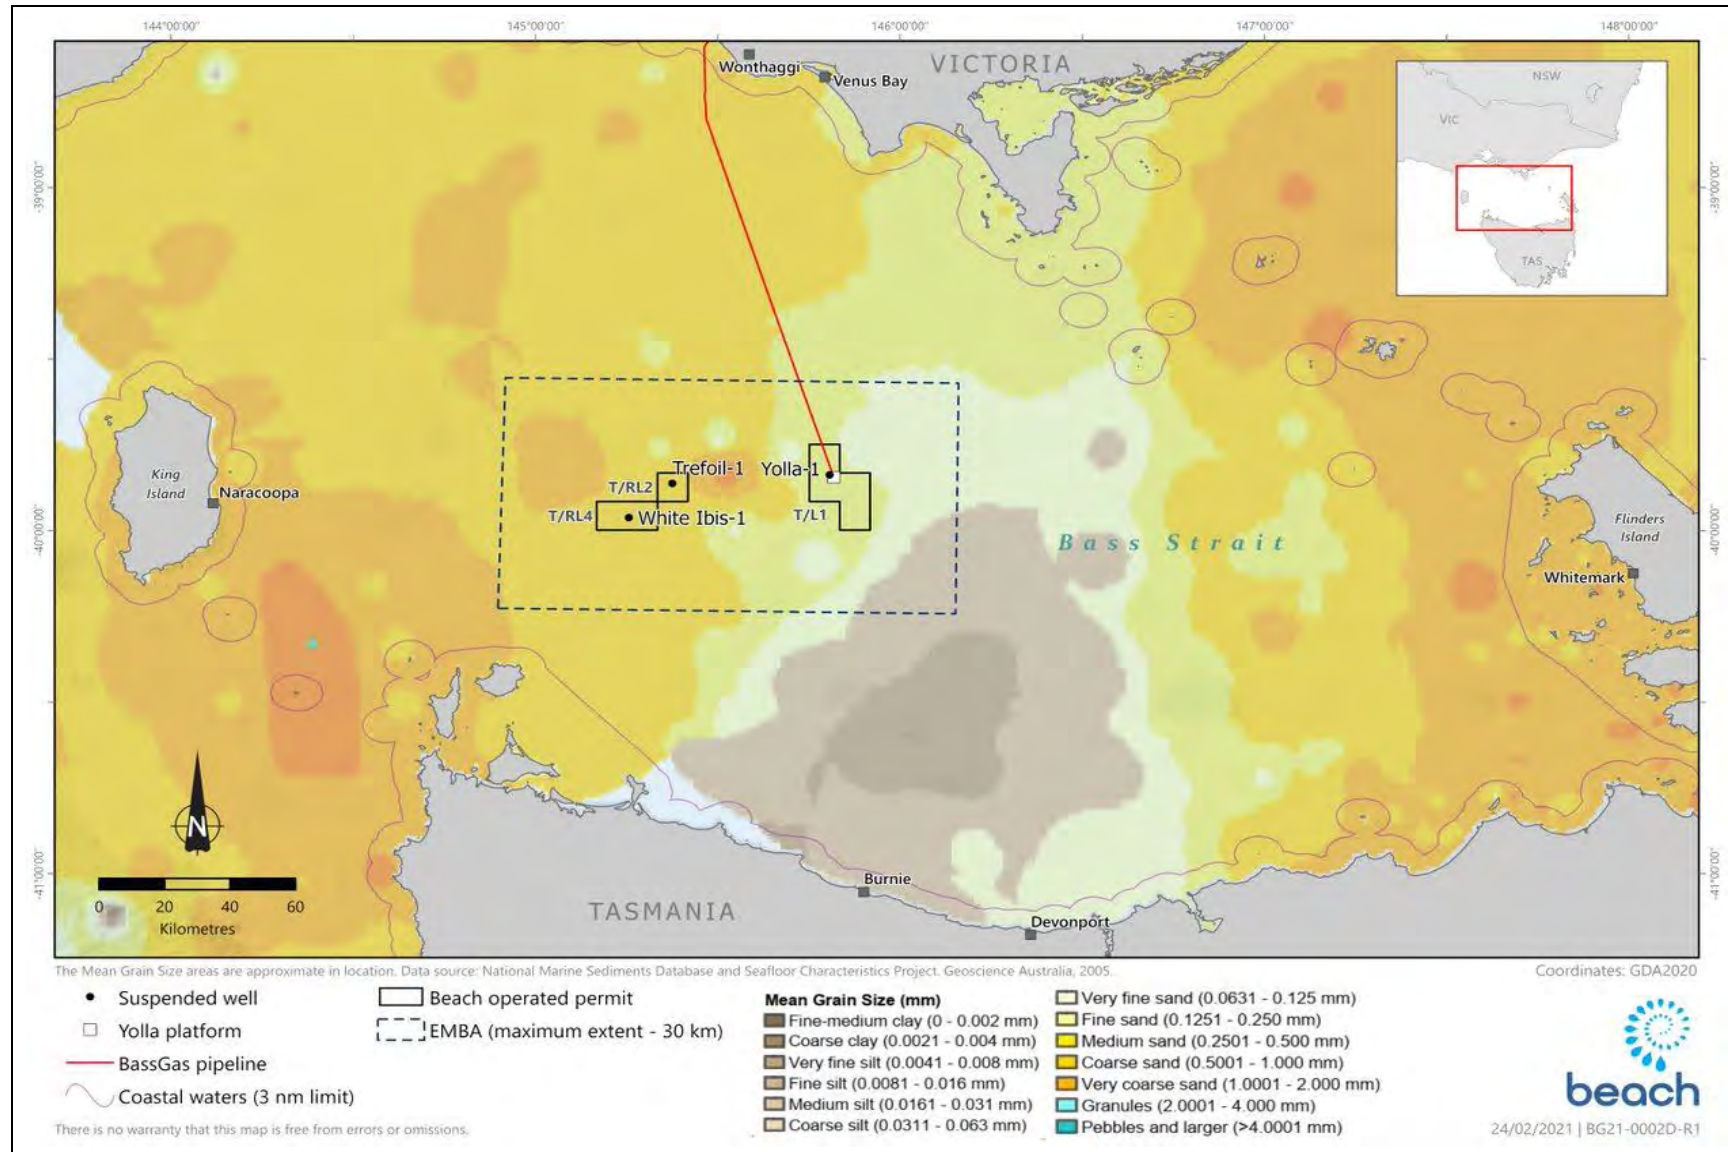 144°00'00"
145°00'00"
146°00'00"
147°00'00"
148°00'00"
-39°00'00"
-40°00'00"
-41°00'00"
-39°00'00"
-40°00'00"
-41°00'00"
Wonthaggi
VICTORIA
Venus Bay
NSW
VIC
TAS
King
Island
Naracoopa
Trefoil-1
Yolla-1
T/RL2
T/RL4
White Ibis-1
T/L1
Bass Strait
Flinders
Island
Whitemark
N
0 20 40 60
Kilometres
TASMANIA
Burnie
Devonport
The Mean Grain Size areas are approximate in location. Data source: National Marine Sediments Database and Seafloor Characteristics Project. Geoscience Australia, 2005.
Coordinates: GDA2020
Suspended well
Yolla platform
BassGas pipeline
Coastal waters (3 nm limit)
Beach operated permit
EMBA (maximum extent - 30 km)
Mean Grain Size (mm)
Fine-medium clay (0 - 0.002 mm)
Coarse clay (0.0021 - 0.004 mm)
Very fine silt (0.0041 - 0.008 mm)
Fine silt (0.0081 - 0.016 mm)
Medium silt (0.0161 - 0.031 mm)
Coarse silt (0.0311 - 0.063 mm)
Very fine sand (0.0631 - 0.125 mm)
Fine sand (0.1251 - 0.250 mm)
Medium sand (0.2501 - 0.500 mm)
Coarse sand (0.5001 - 1.000 mm)
Very coarse sand (1.0001 - 2.000 mm)
Granules (2.0001 - 4.000 mm)
Pebbles and larger (>4.0001 mm)
beach
There is no warranty that this map is free from errors or omissions.
24/02/2021 | BG21-0002D-R1